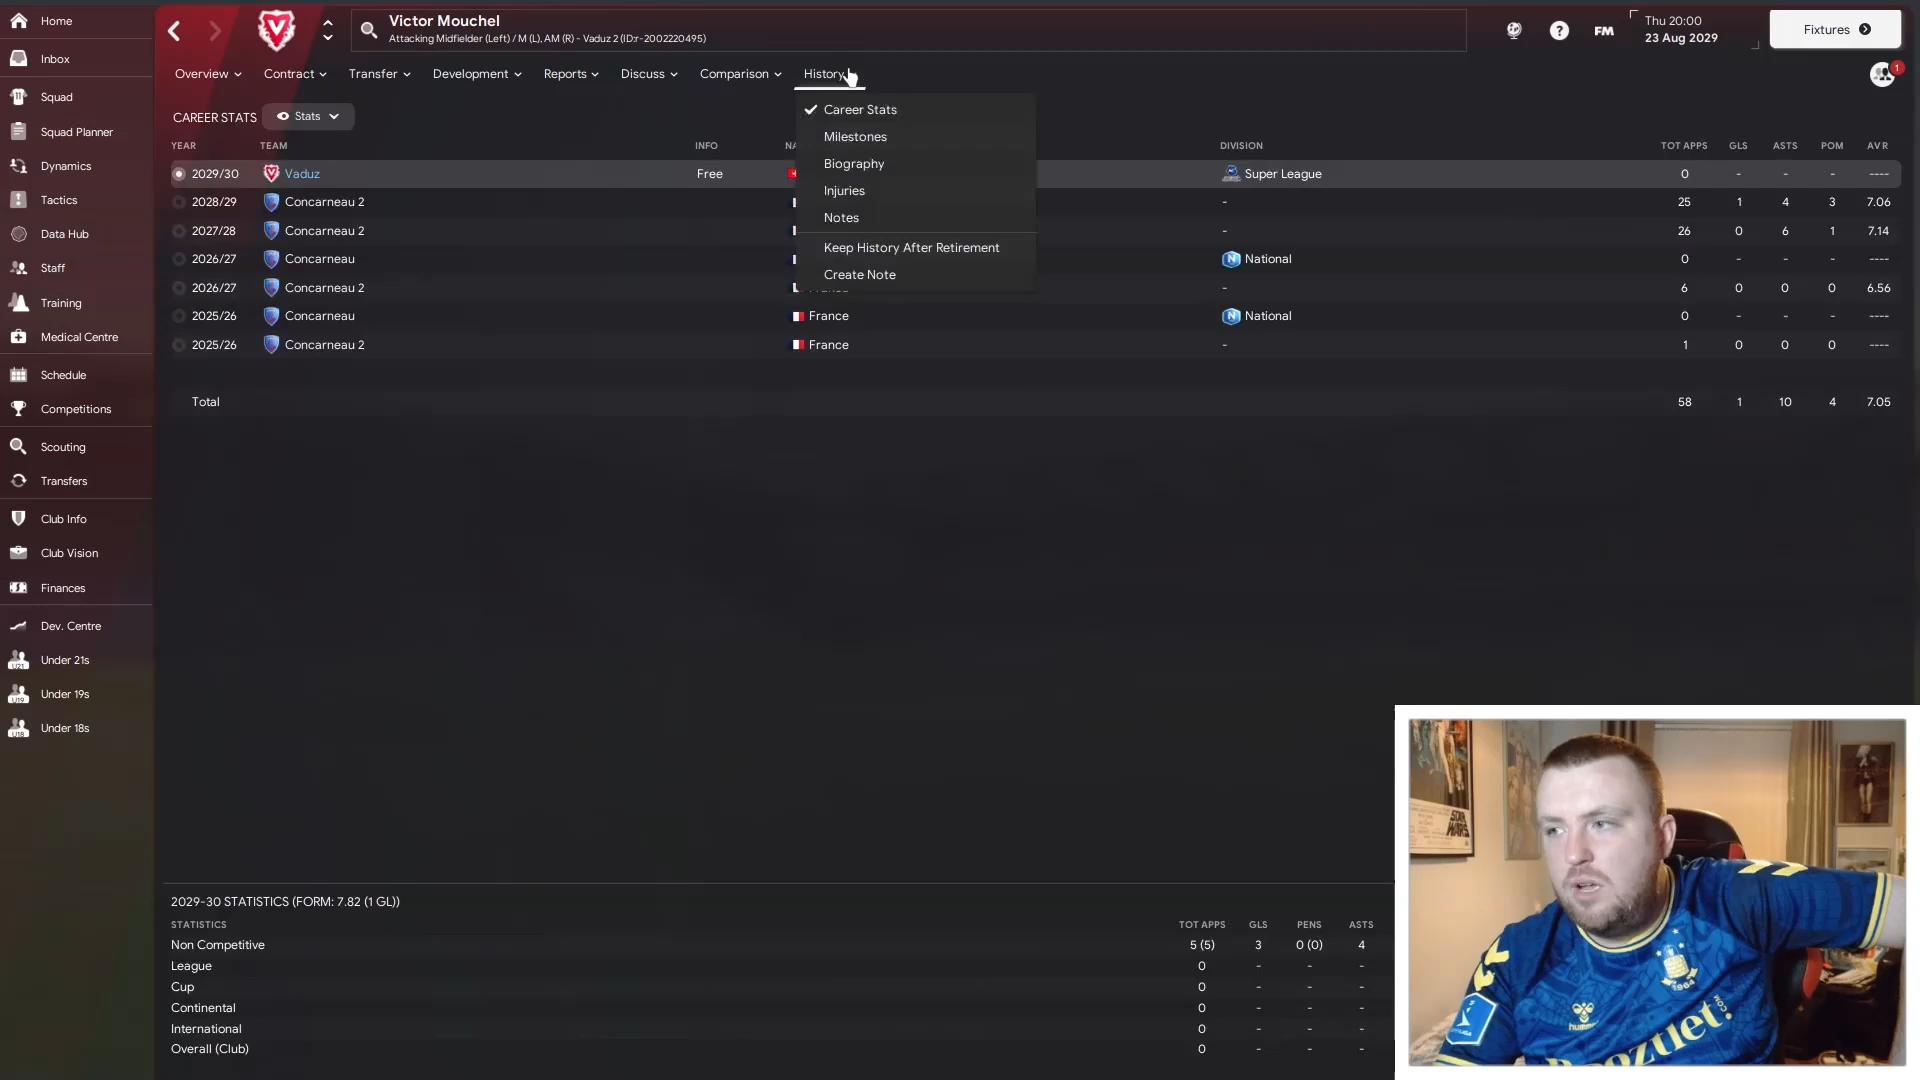 Home
Inbox
Squad
Squad Planner
Dynamics
Tactics
Data Hub
Staff
Training
Medical Centre
Schedule
Competitions
Scouting
Transfers
Club Info
Club Vision
Finances
Dev. Centre
Under 21s
Under 19s
Under 18s
Victor Mouchel
Attacking Midfielder (Left) / M (L), AM (R) - Vaduz 2 (ID:r-2002220495)
FM
Thu 20:00
23 Aug 2029
Fixtures
Overview Contract Transfer Development Reports Discuss Comparison History
1
CAREER STATS Stats
Career Stats
Milestones
Biography
Injuries
Notes
Keep History After Retirement
Create Note
YEAR TEAM INFO DIVISION TOT APPS GLS ASTS POM AV R
2029/30 Vaduz Free Super League 0 - - - ----
2028/29 Concarneau 2 - 25 1 4 3 7.06
2027/28 Concarneau 2 - 26 0 6 1 7.14
2026/27 Concarneau National 0 - - - ----
2026/27 Concarneau 2 France - 6 0 0 0 6.56
2025/26 Concarneau France National 0 - - - ----
2025/26 Concarneau 2 France - 1 0 0 0 ----
Total 58 1 10 4 7.05
2029-30 STATISTICS (FORM: 7.82 (1 GL))
STATISTICS TOT APPS GLS PENS ASTS
Non Competitive 5 (5) 3 0 (0) 4
League 0 - - -
Cup 0 - - -
Continental 0 - - -
International 0 - - -
Overall (Club) 0 - - -
STAR
WARS
1964
hummel
.COM